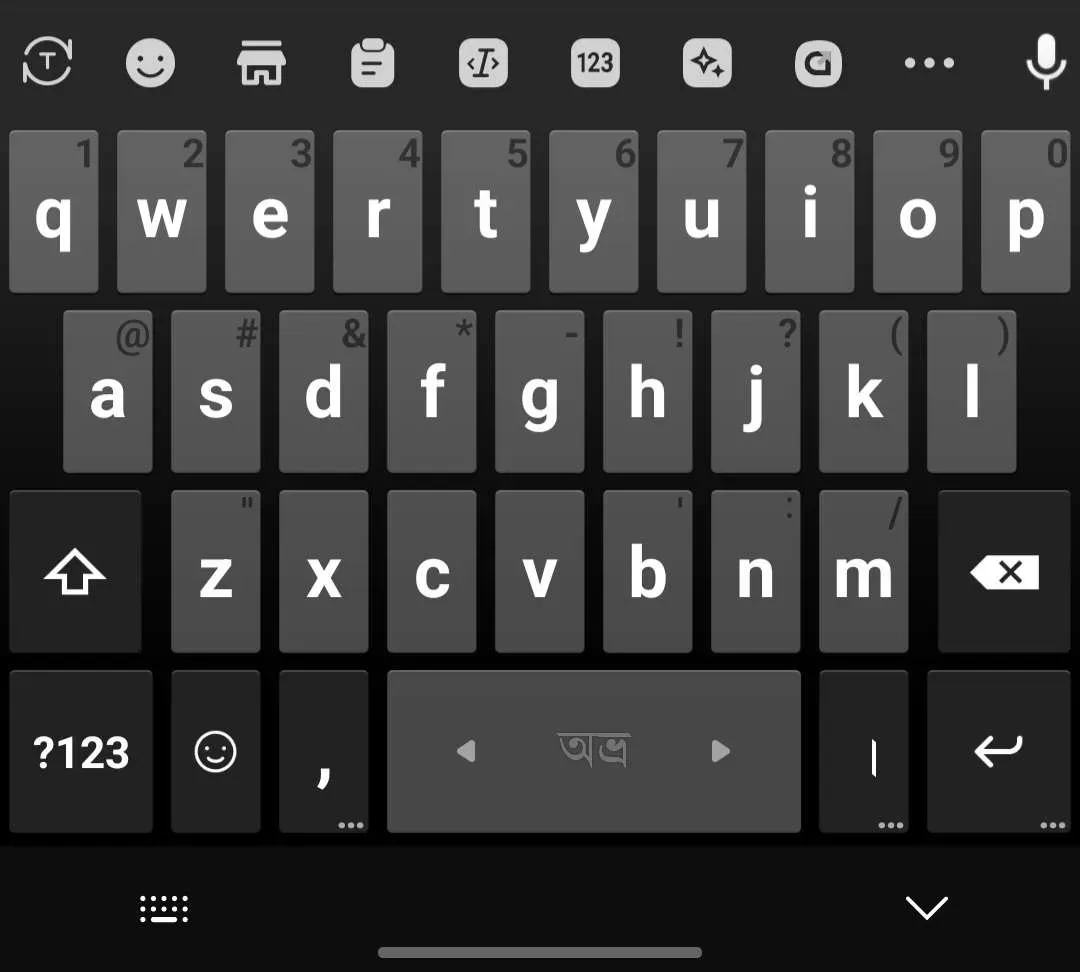 T 123
1 2 3 4 5 6 7 8 9 0
q w e r t y u i o p
@ # & * - ! ? ( )
a s d f g h j k l
" ' : /
z x c v b n m
?123 , অভ্র ।